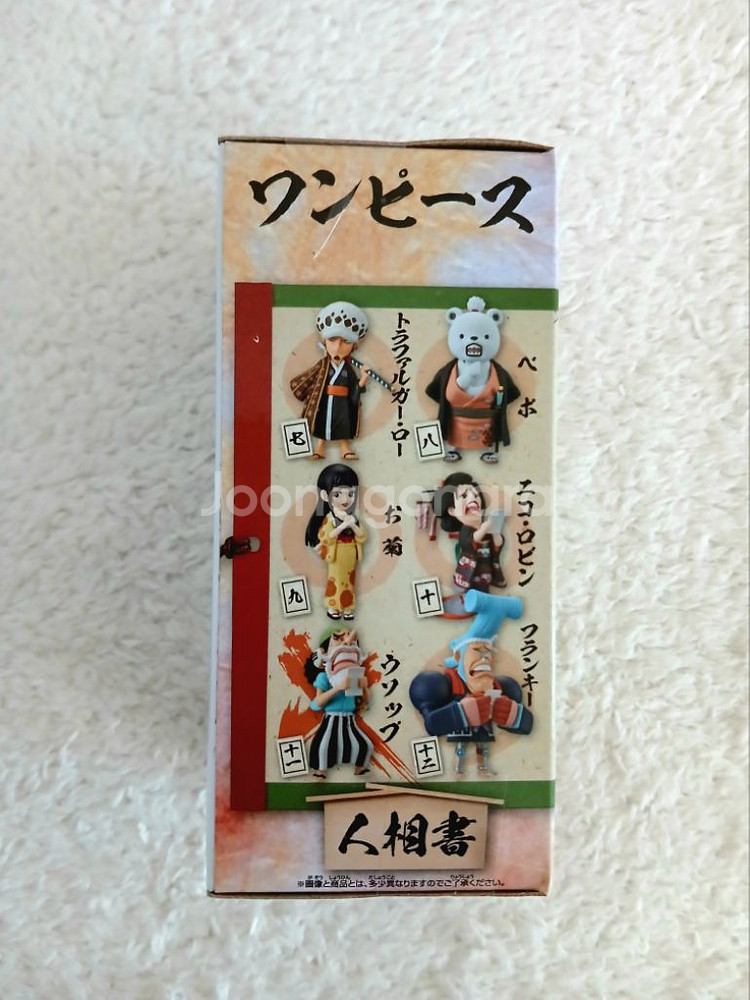 ワンピース
トラファルガー・ロー
七
ベポ
八
お菊
九
ニコ・ロビン
十
ウソップ
十一
フランキー
十二
人相書
※画像と商品とは、多少異なりますのでご了承ください。
joonggonara